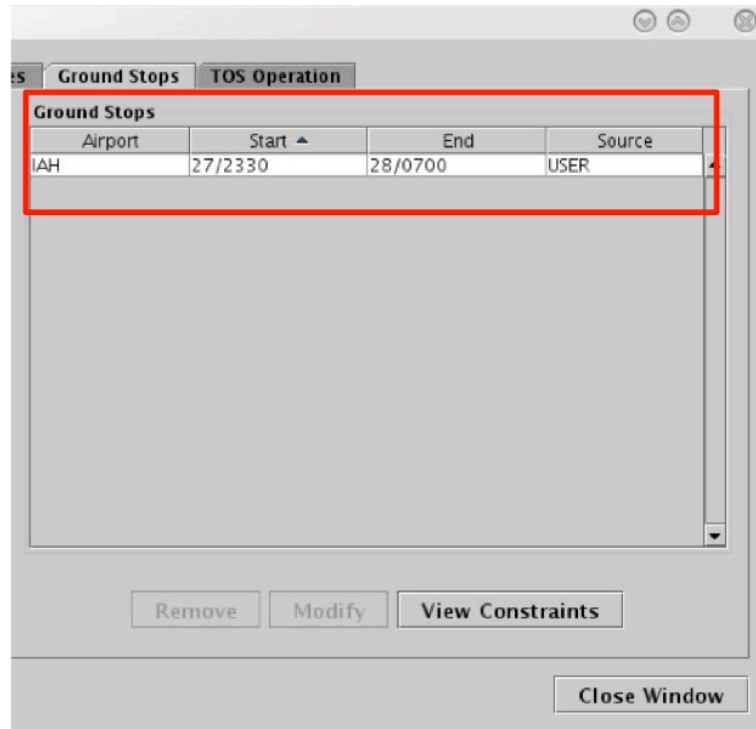 es Ground Stops TOS Operation
Ground Stops
Airport Start End Source
IAH 27/2330 28/0700 USER
Remove Modify View Constraints
Close Window